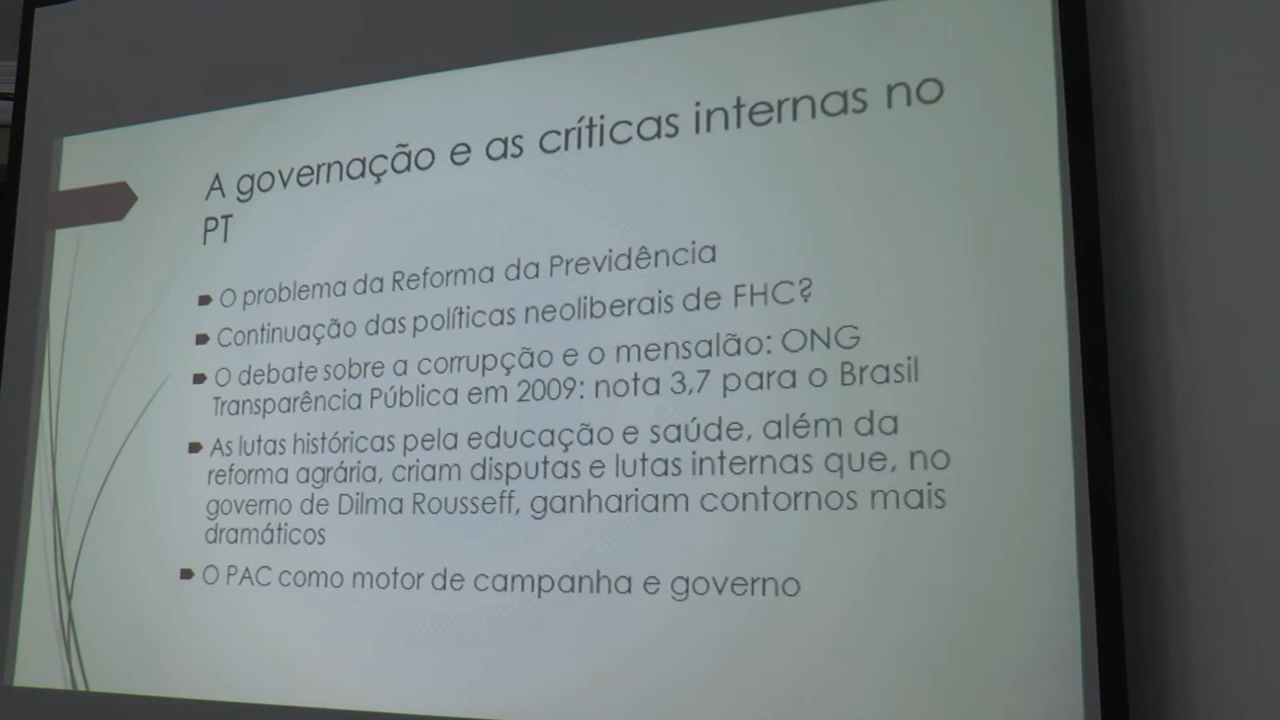 A governação e as críticas internas no
PT
O problema da Reforma da Previdência
Continuação das políticas neoliberais de FHC?
O debate sobre a corrupção e o mensalão: ONG
Transparência Pública em 2009: nota 3,7 para o Brasil
As lutas históricas pela educação e saúde, além da
reforma agrária, criam disputas e lutas internas que, no
governo de Dilma Rousseff, ganhariam contornos mais
dramáticos
O PAC como motor de campanha e governo